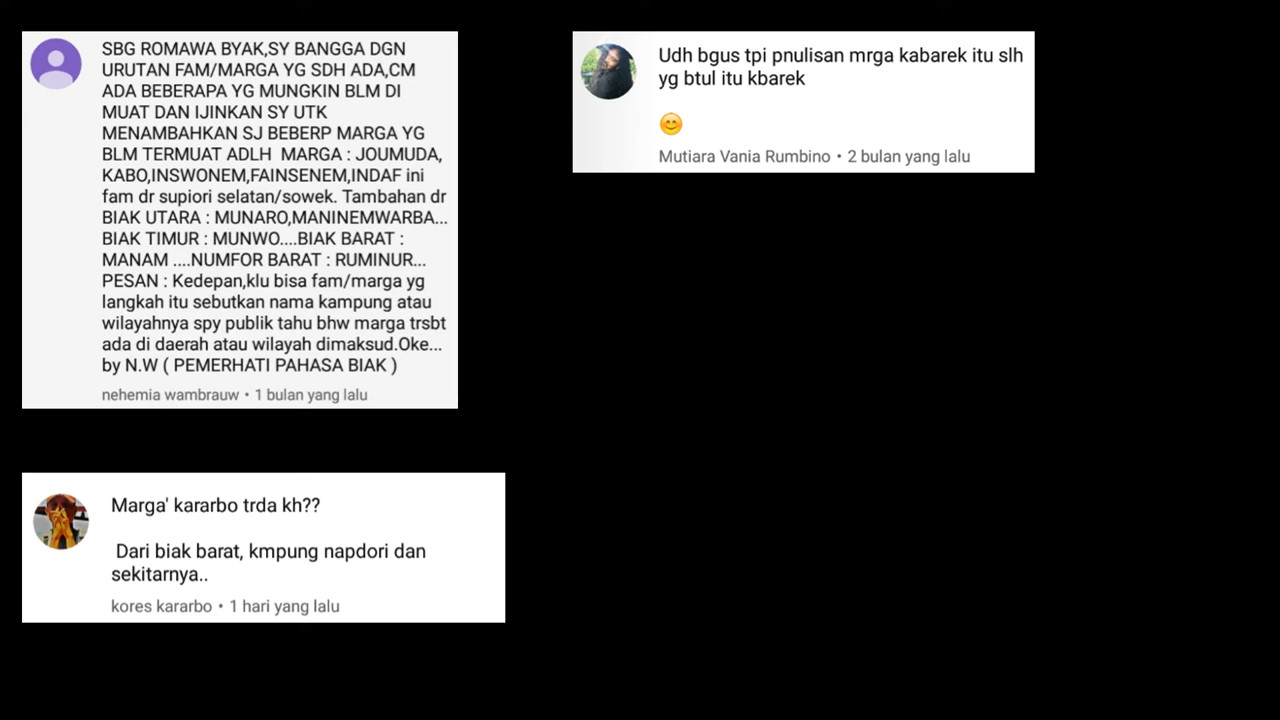 SBG ROMAWA BYAK,SY BANGGA DGN
URUTAN FAM/MARGA YG SDH ADA,CM
ADA BEBERAPA YG MUNGKIN BLM DI
MUAT DAN IJINKAN SY UTK
MENAMBAHKAN SJ BEBERP MARGA YG
BLM TERMUAT ADLH  MARGA : JOUMUDA,
KABO,INSWONEM,FAINSENEM,INDAF ini
fam dr supiori selatan/sowek. Tambahan dr
BIAK UTARA : MUNARO,MANINEMWARBA...
BIAK TIMUR : MUNWO....BIAK BARAT :
MANAM ....NUMFOR BARAT : RUMINUR...
PESAN : Kedepan,klu bisa fam/marga yg
langkah itu sebutkan nama kampung atau
wilayahnya spy publik tahu bhw marga trsbt
ada di daerah atau wilayah dimaksud.Oke...
by N.W ( PEMERHATI PAHASA BIAK )
nehemia wambrauw • 1 bulan yang lalu
Udh bgus tpi pnulisan mrga kabarek itu slh
yg btul itu kbarek
😊
Mutiara Vania Rumbino • 2 bulan yang lalu
Marga' kararbo trda kh??
Dari biak barat, kmpung napdori dan
sekitarnya..
kores kararbo • 1 hari yang lalu